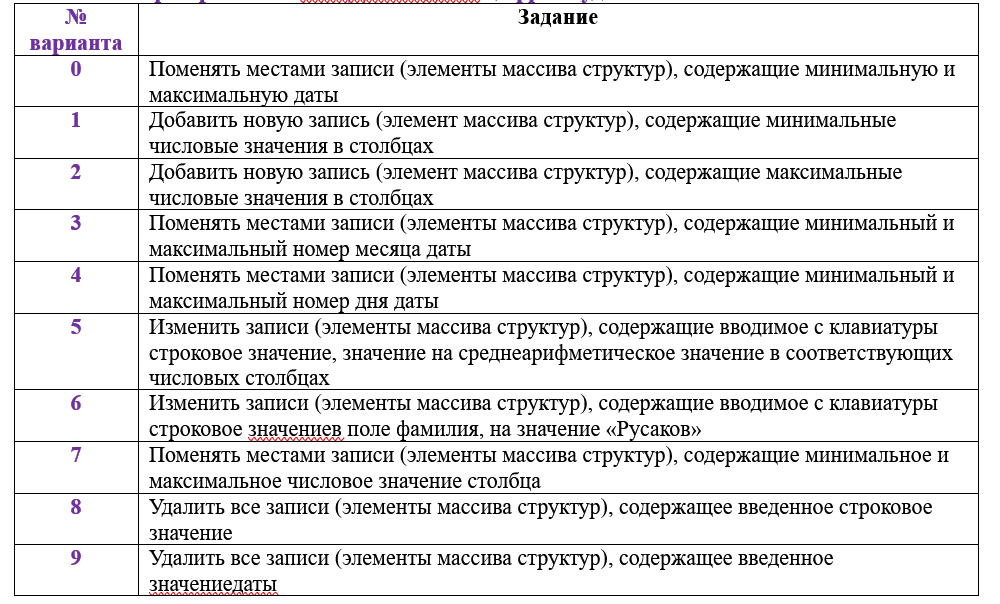 №
варианта
Задание
0
Поменять местами записи (элементы массива структур), содержащие минимальную и
максимальную даты
1
Добавить новую запись (элемент массива структур), содержащие минимальные
числовые значения в столбцах
2
Добавить новую запись (элемент массива структур), содержащие максимальные
числовые значения в столбцах
3
Поменять местами записи (элементы массива структур), содержащие минимальный и
максимальный номер месяца даты
4
Поменять местами записи (элементы массива структур), содержащие минимальный и
максимальный номер дня даты
5
Изменить записи (элементы массива структур), содержащие вводимое с клавиатуры
строковое значение, значение на среднеарифметическое значение в соответствующих
числовых столбцах
6
Изменить записи (элементы массива структур), содержащие вводимое с клавиатуры
строковое значениев поле фамилия, на значение «Русаков»
7
Поменять местами записи (элементы массива структур), содержащие минимальное и
максимальное числовое значение столбца
8
Удалить все записи (элементы массива структур), содержащее введенное строковое
значение
9
Удалить все записи (элементы массива структур), содержащее введенное
значениедаты